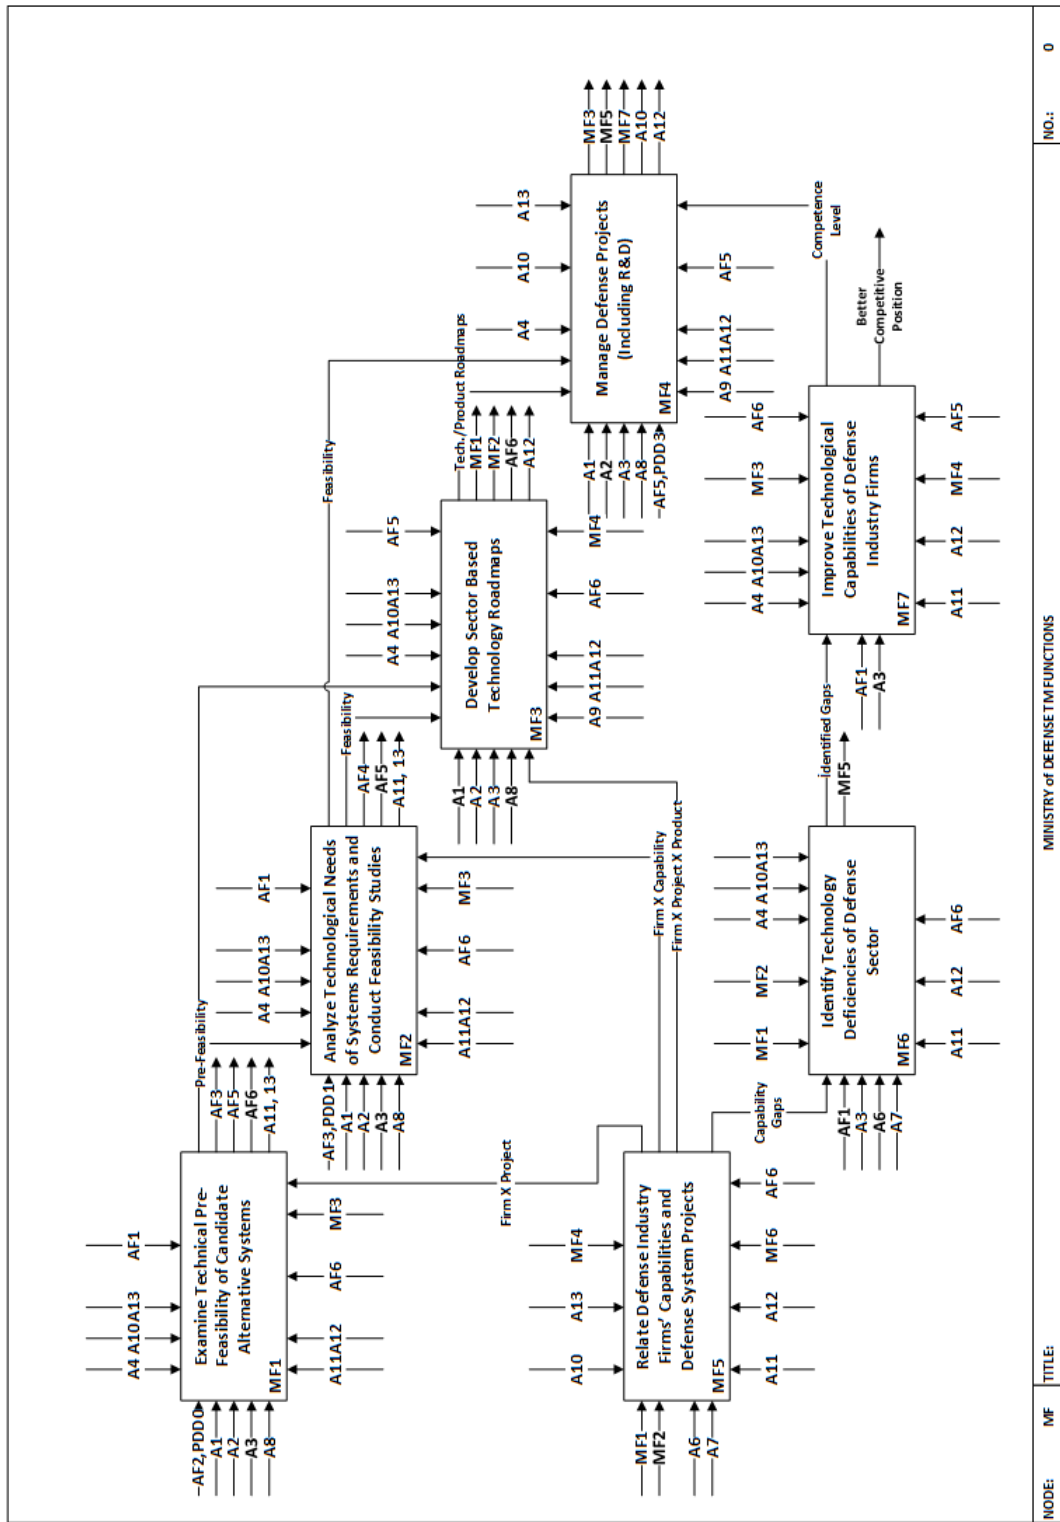 AF2,PDD0
A1
A2
A3
A8
A4 A10A13
AF1
Examine Technical Pre-
Feasibility of Candidate
Alternative Systems
MF1
A11A12
AF6
MF3
Pre-Feasibility
AF3
AF5
AF6
A11, 13
AF3,PDD1
A1
A2
A3
A8
A4 A10A13
AF1
Analyze Technological Needs
of Systems Requirements and
Conduct Feasibility Studies
MF2
A11A12
AF6
MF3
Feasibility
Feasibility
AF4
AF5
A11, 13
A1
A2
A3
A8
A4 A10A13
AF5
Develop Sector Based
Technology Roadmaps
MF3
A9 A11A12
AF6
MF4
Tech./Product Roadmaps
MF1
MF2
AF6
A12
A1
A2
A3
A8
AF5,PDD3
A4
A10
A13
Manage Defense Projects
(Including R&D)
MF4
A9 A11A12
AF5
MF3
MF5
MF7
A10
A12
MF1
MF2
A6
A7
A10
A13
MF4
Relate Defense Industry
Firms' Capabilities and
Defense System Projects
MF5
A11
A12
MF6
AF6
Firm X Project
Firm X Capability
Firm X Project X Product
Capability
Gaps
AF1
A3
A6
A7
MF1
MF2
A4 A10A13
Identify Technology
Deficiencies of Defense
Sector
MF6
A11
A12
AF6
İdentified Gaps
MF5
AF1
A3
A4 A10A13
MF3
AF6
Improve Technological
Capabilities of Defense
Industry Firms
MF7
A11
A12
MF4
AF5
Competence
Level
Better
Competitive
Position
NODE: MF TITLE: MINISTRY of DEFENSE TM FUNCTIONS NO.: 0